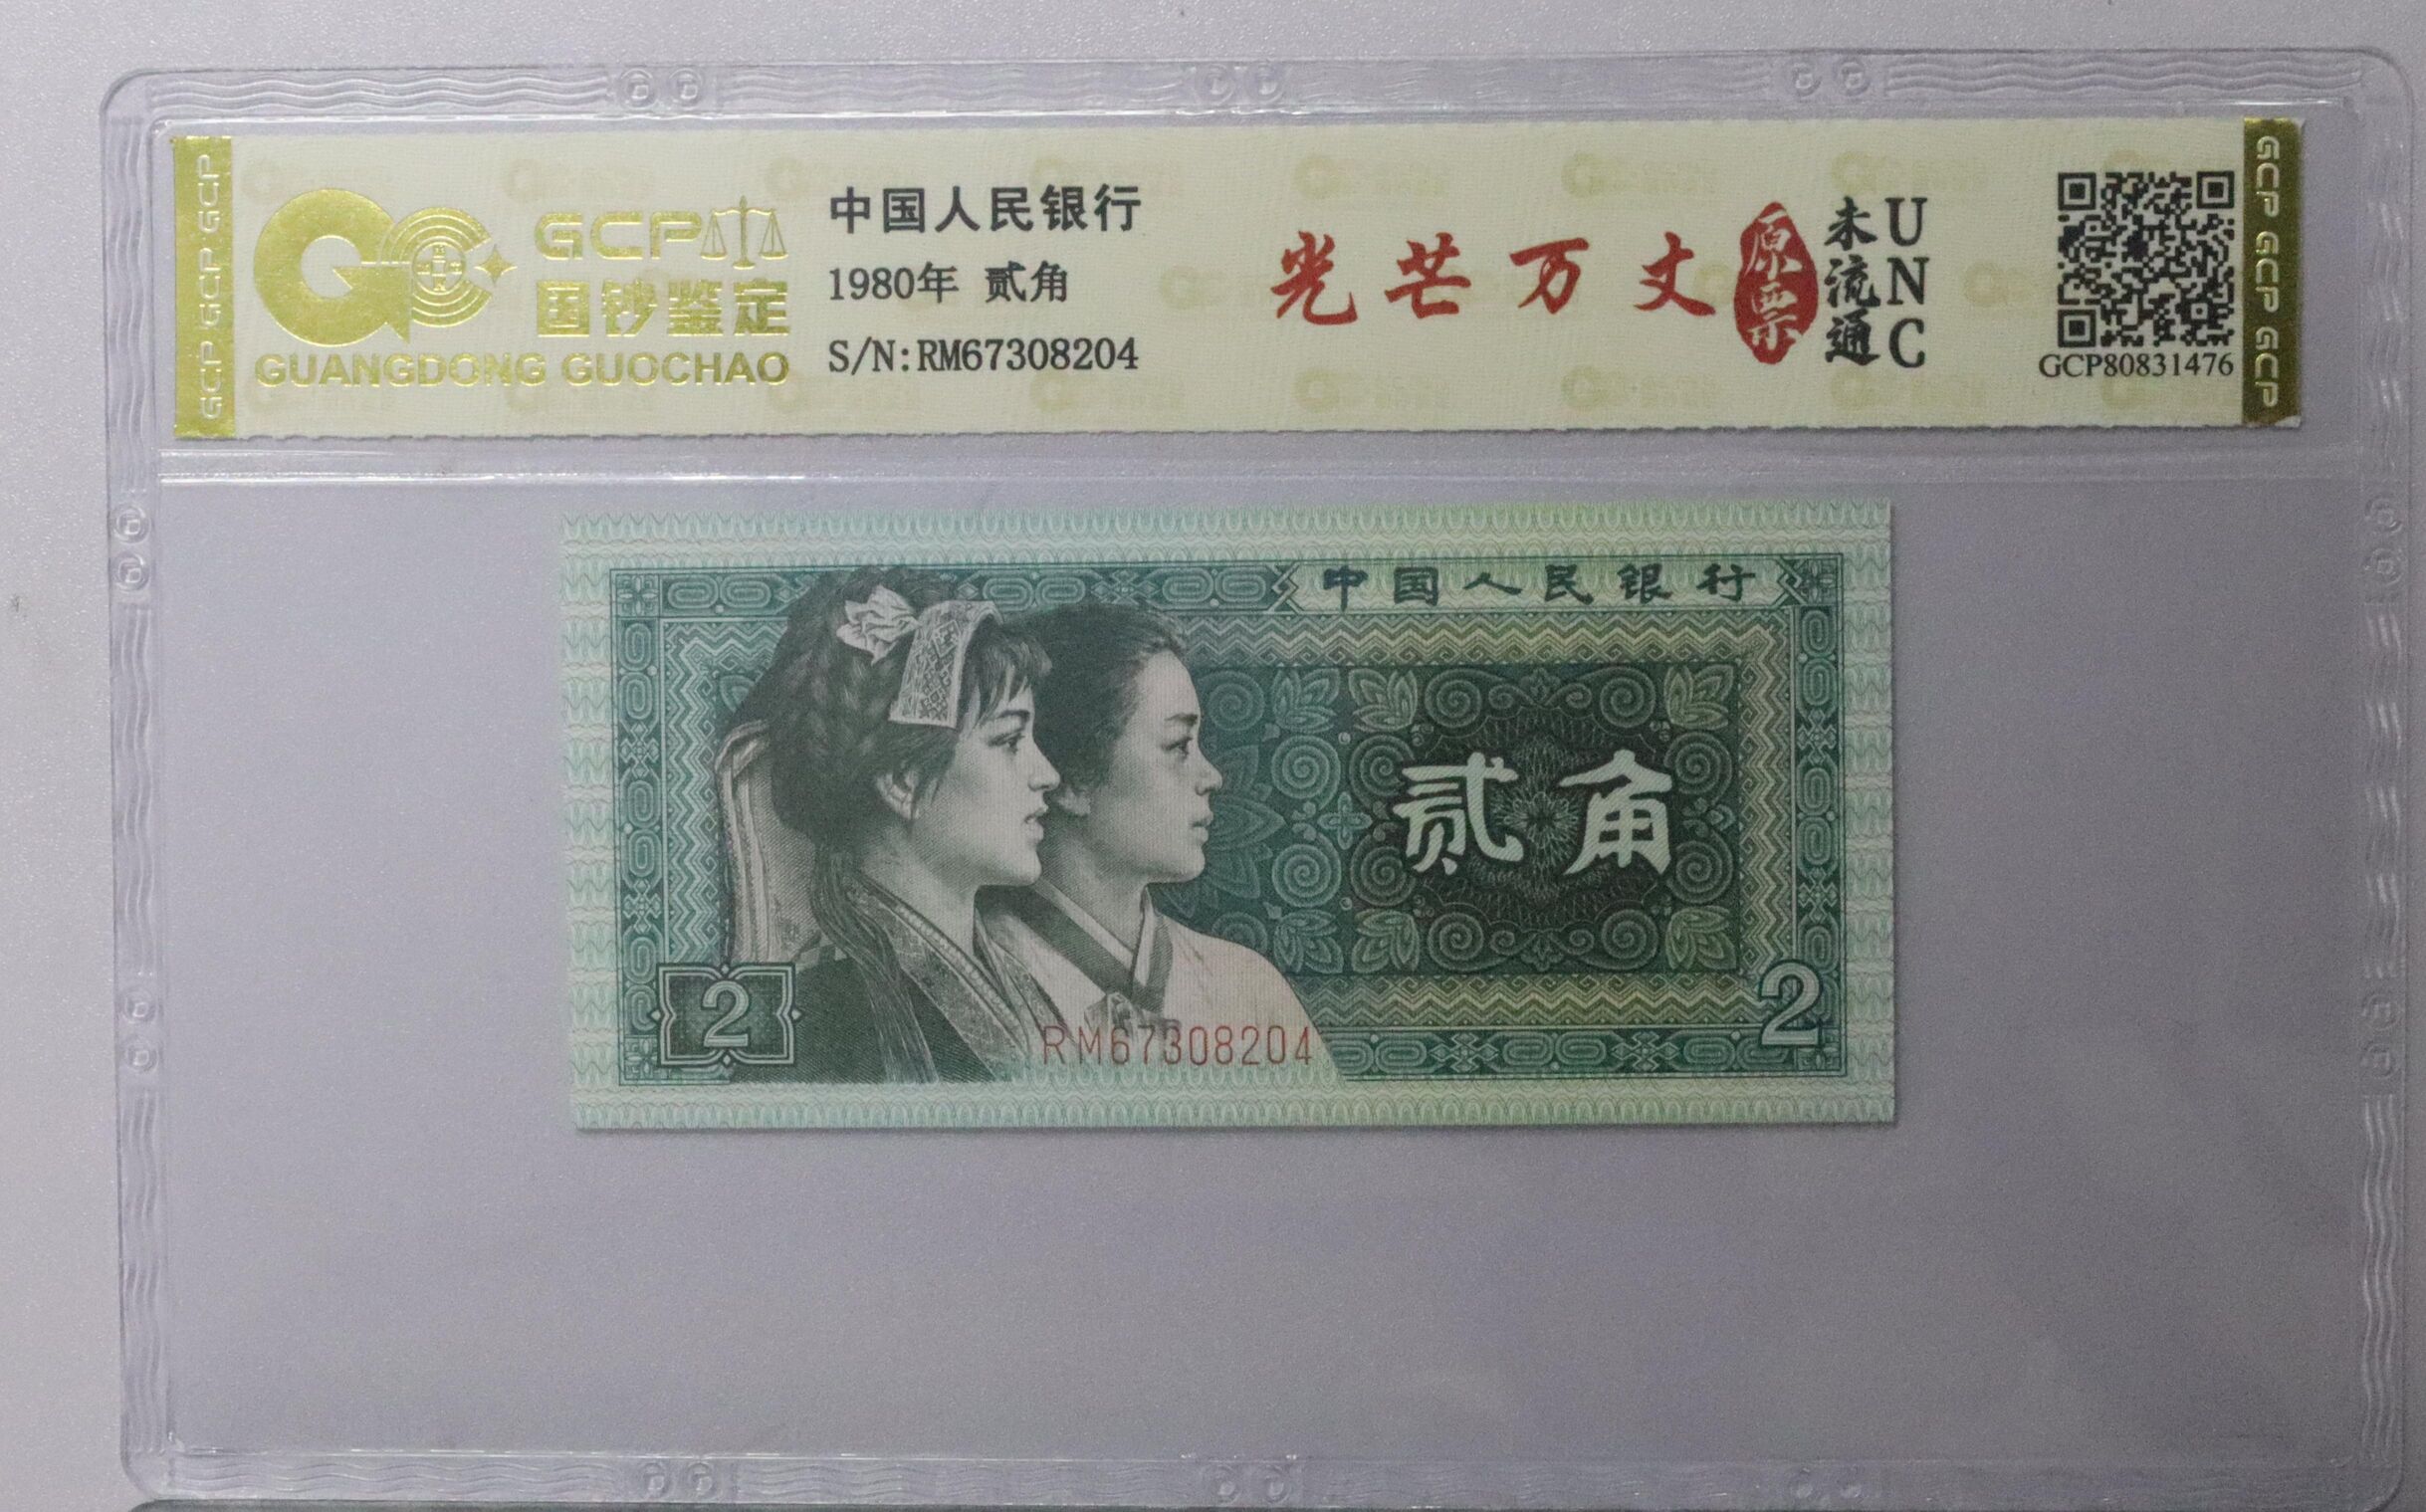 GCP GCP GCP
GCP
国钞鉴定
GUANGDONG GUOCHAO
中国人民银行
1980年 贰角
S/N:RM67308204
光芒万丈
原票
未流通
UNC
GCP80831476
GCP GCP GCP
中国人民银行
贰角
2
RM67308204
2